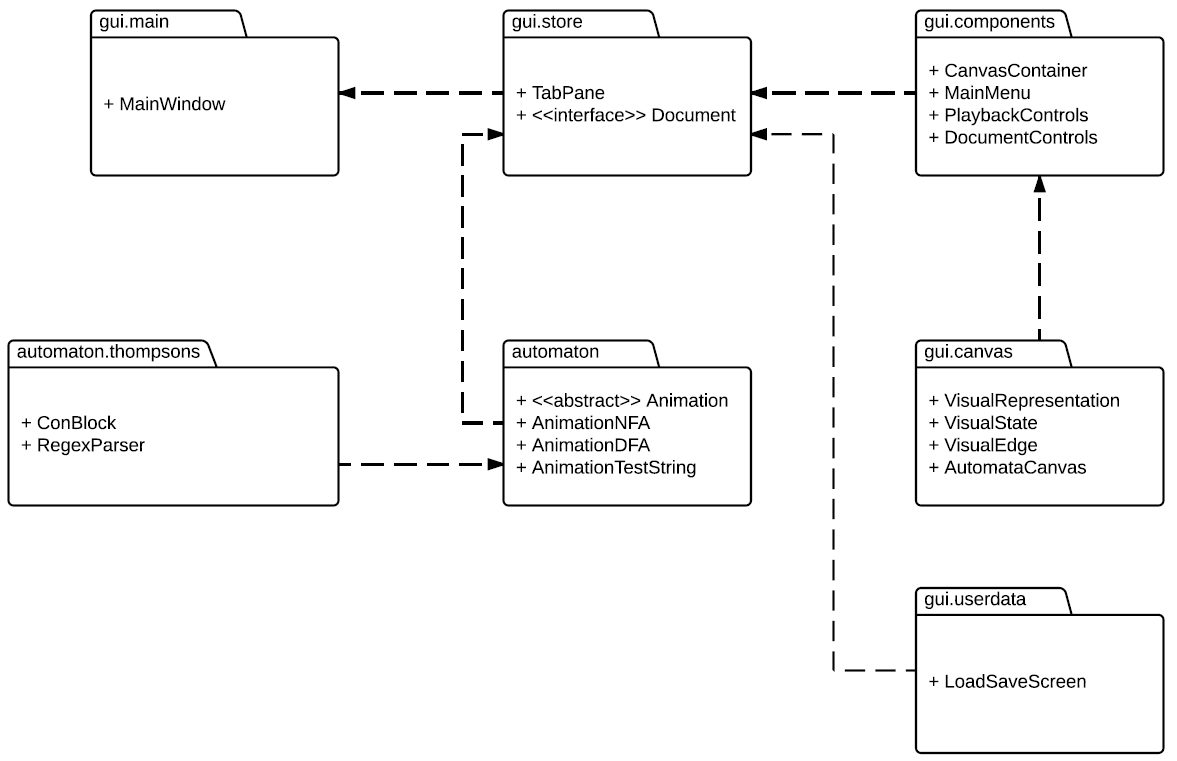 gui.main
+ MainWindow
gui.store
+ TabPane
+ <<interface>> Document
gui.components
+ CanvasContainer
+ MainMenu
+ PlaybackControls
+ DocumentControls
automaton.thompsons
+ ConBlock
+ RegexParser
automaton
+ <<abstract>> Animation
+ AnimationNFA
+ AnimationDFA
+ AnimationTestString
gui.canvas
+ VisualRepresentation
+ VisualState
+ VisualEdge
+ AutomataCanvas
gui.userdata
+ LoadSaveScreen